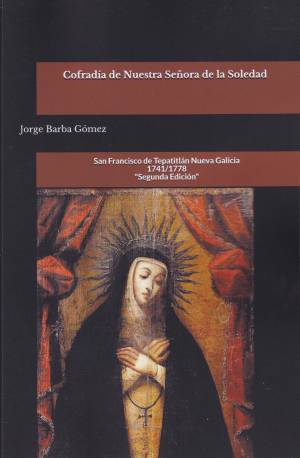 Cofradía de Nuestra Señora de la Soledad
Jorge Barba Gómez
San Francisco de Tepatitlán Nueva Galicia
1741/1778
"Segunda Edición"